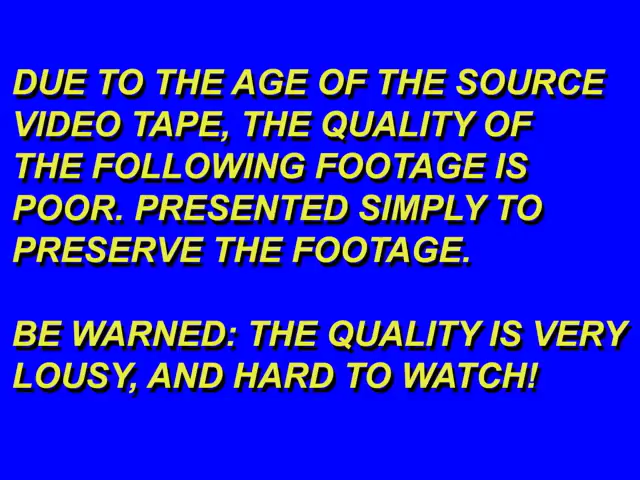 DUE TO THE AGE OF THE SOURCE
VIDEO TAPE, THE QUALITY OF
THE FOLLOWING FOOTAGE IS
POOR. PRESENTED SIMPLY TO
PRESERVE THE FOOTAGE.
BE WARNED: THE QUALITY IS VERY
LOUSY, AND HARD TO WATCH!